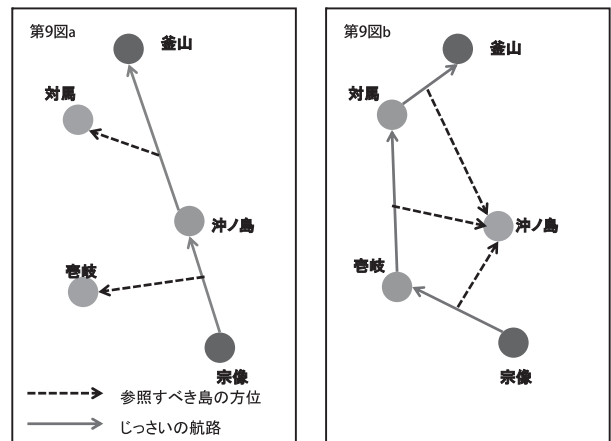 第9図a
釜山
対馬
沖ノ島
壱岐
宗像
参照すべき島の方位
じっさいの航路
第9図b
釜山
対馬
沖ノ島
壱岐
宗像